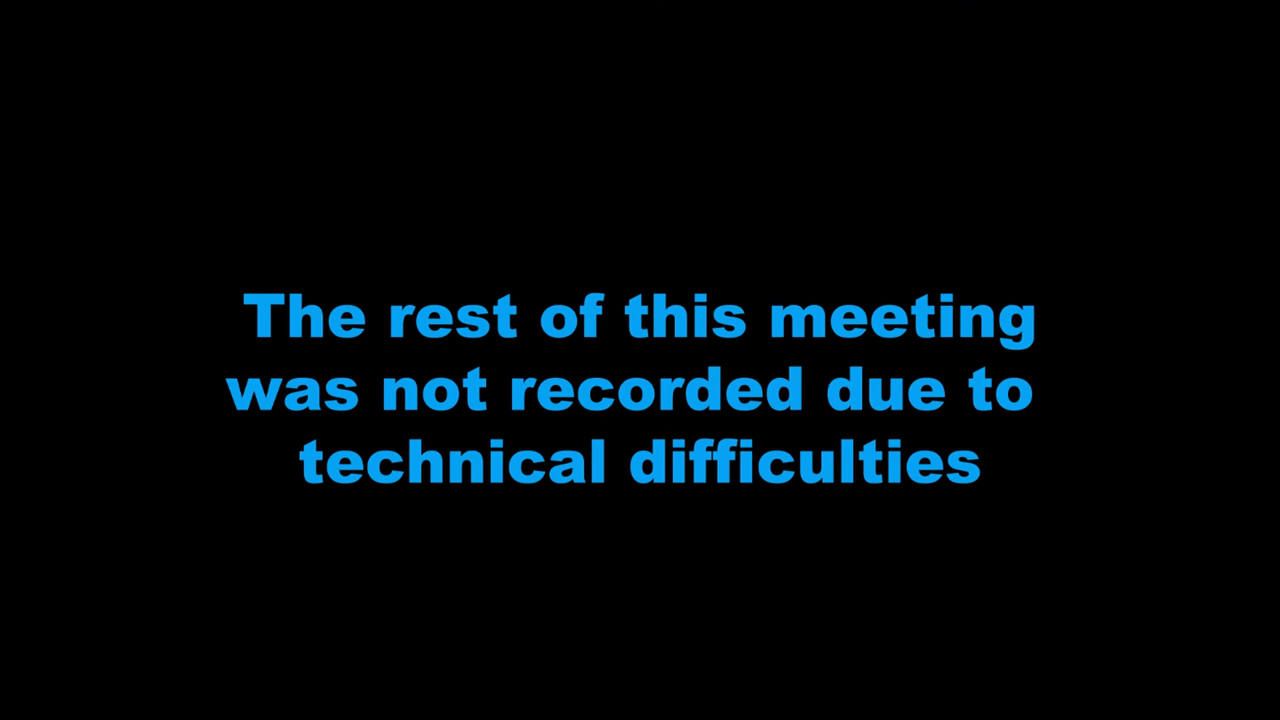 The rest of this meeting
was not recorded due to
technical difficulties